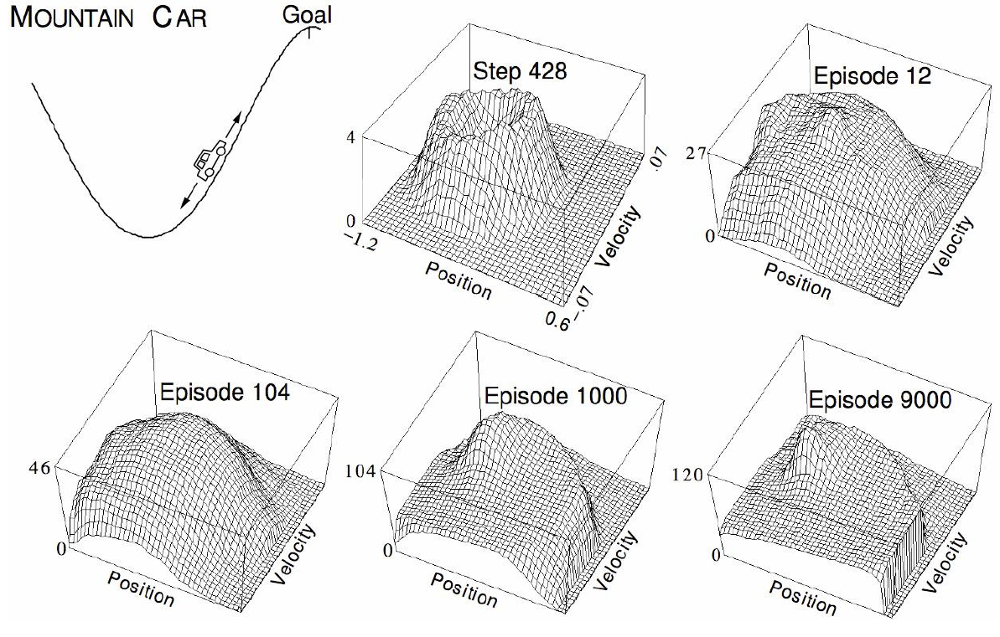 MOUNTAIN CAR
Goal
Step 428
4
0
-1.2
Position
0.6
-.07
Velocity
.07
Episode 12
27
0
Position
Velocity
Episode 104
46
0
Position
Velocity
Episode 1000
104
0
Position
Velocity
Episode 9000
120
0
Position
Velocity